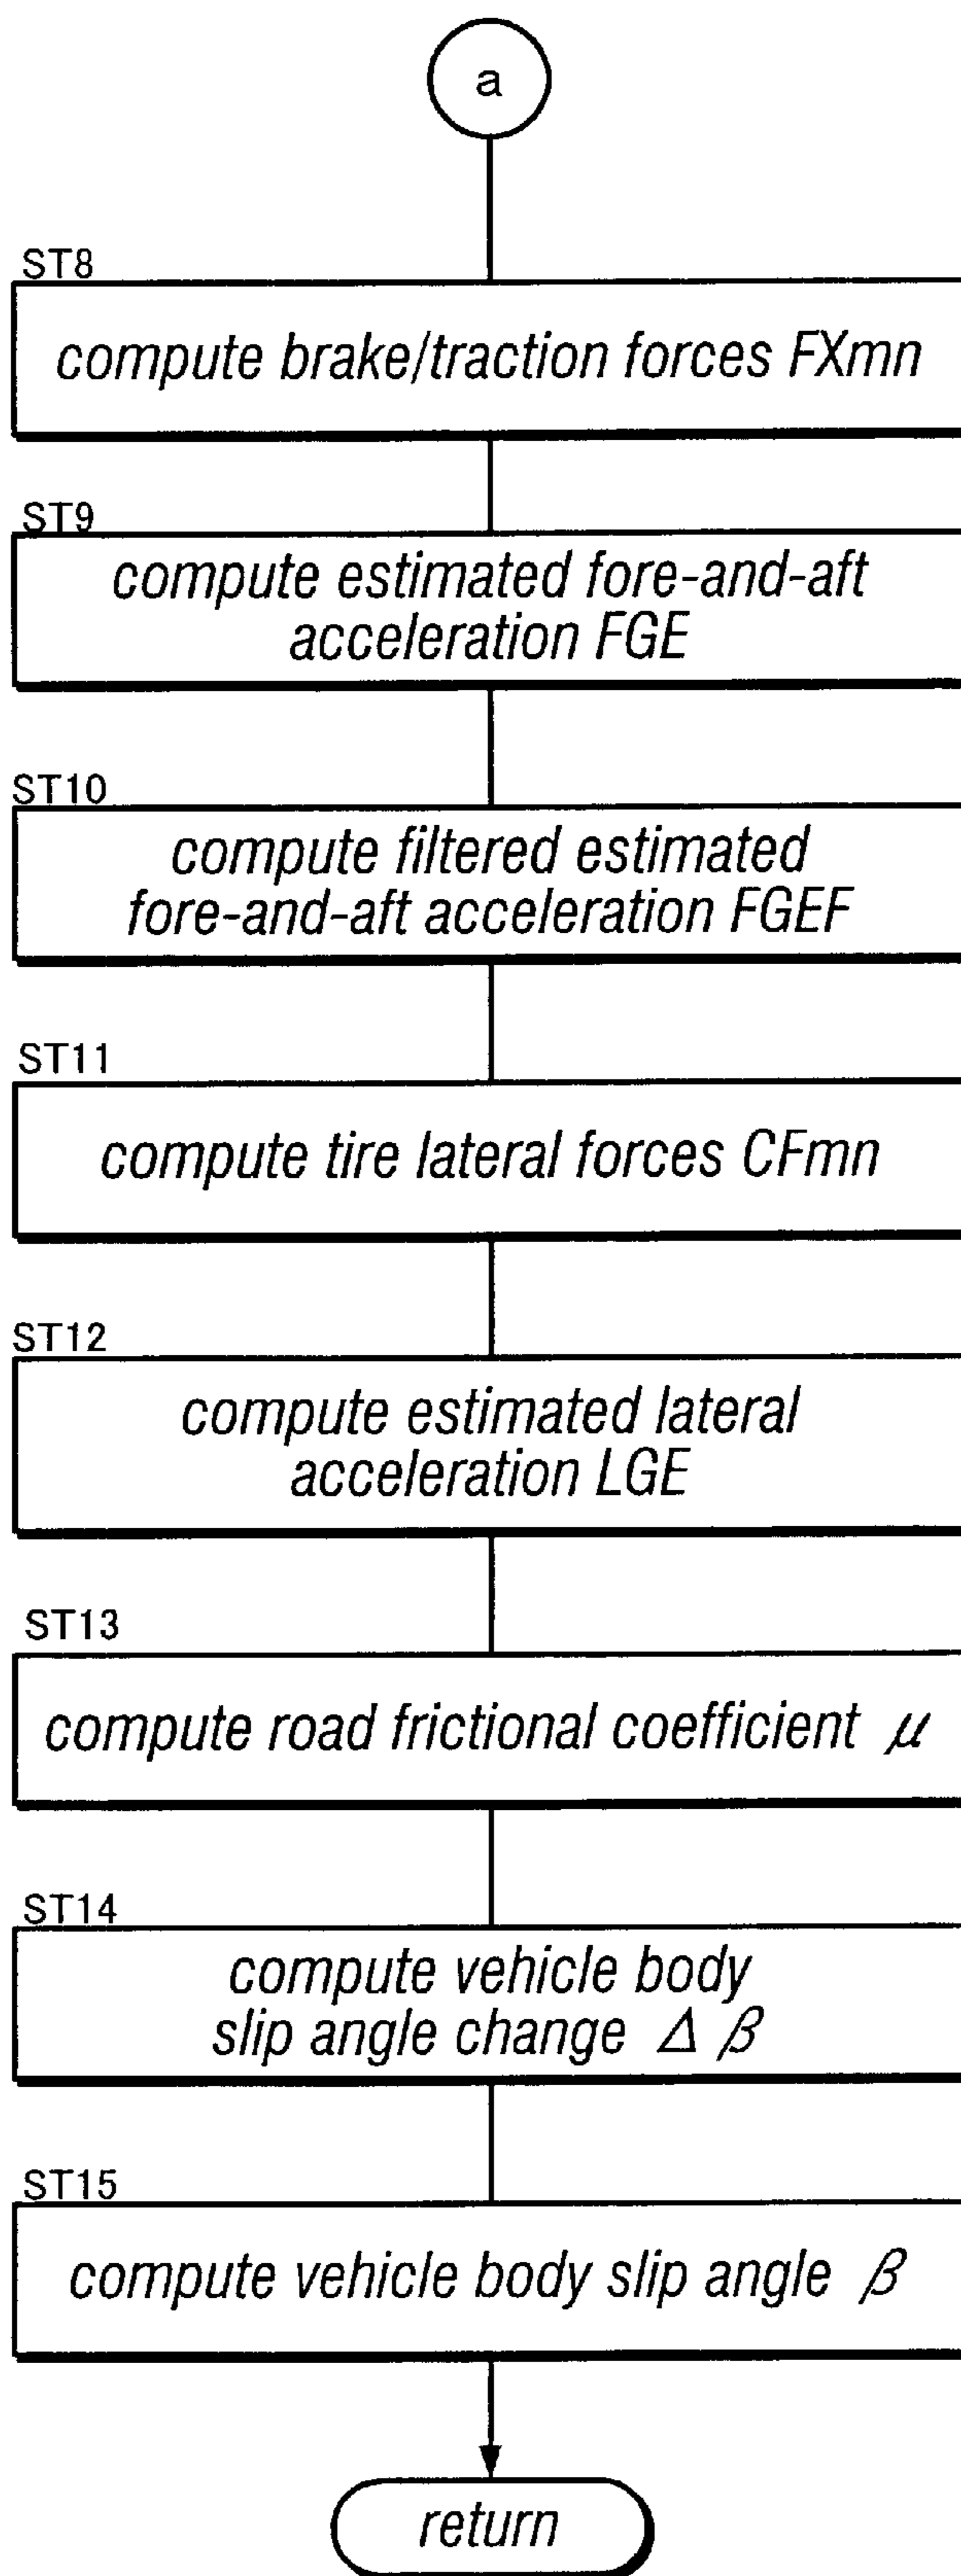 a
ST8
compute brake/traction forces FXmn
ST9
compute estimated fore-and-aft
acceleration FGE
ST10
compute filtered estimated
fore-and-aft acceleration FGEF
ST11
compute tire lateral forces CFmn
ST12
compute estimated lateral
acceleration LGE
ST13
compute road frictional coefficient μ
ST14
compute vehicle body
slip angle change Δ β
ST15
compute vehicle body slip angle β
return